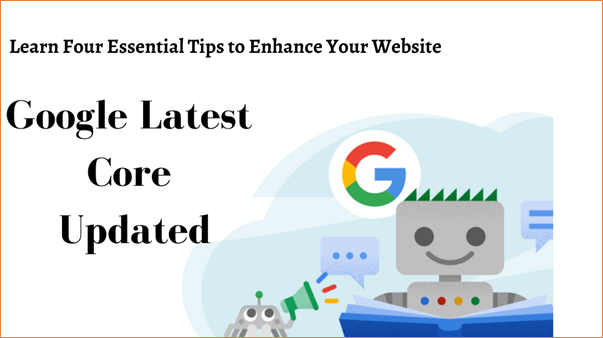 Learn Four Essential Tips to Enhance Your Website
Google Latest
Core
Updated
G